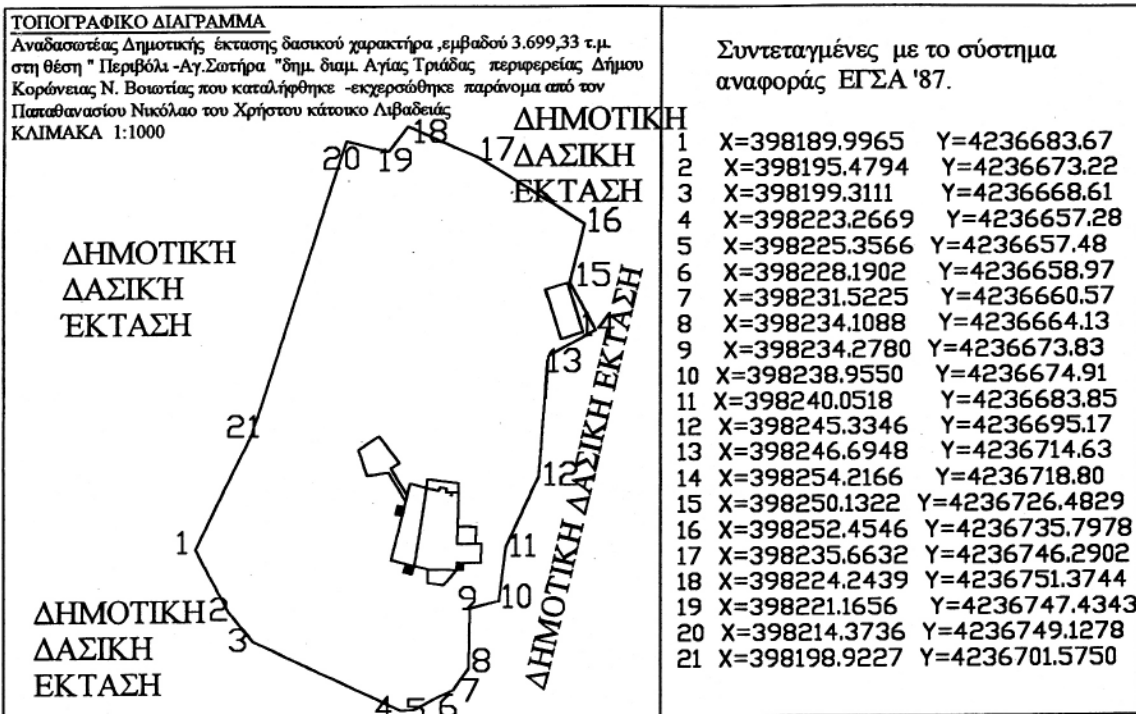 ΤΟΠΟΓΡΑΦΙΚΟ ΔΙΑΓΡΑΜΜΑ
Αναδασωτέας Δημοτικής έκτασης δασικού χαρακτήρα ,εμβαδού 3.699,33 τ.μ.
στη θέση " Περιβόλι -Αγ.Σωτήρα "δημ. διαμ. Αγίας Τριάδας περιφερείας Δήμου
Κορώνειας Ν. Βοιωτίας που καταλήφθηκε -εκχερσώθηκε παράνομα από τον
Παπαθανασίου Νικόλαο του Χρήστου κάτοικο Λιβαδειάς
ΚΛΙΜΑΚΑ 1:1000
ΔΗΜΟΤΙΚΗ
ΔΑΣΙΚΗ
ΕΚΤΑΣΗ
18
20
19
17
16
ΔΗΜΟΤΙΚΉ
ΔΑΣΙΚΉ
ΈΚΤΑΣΗ
15
14
13
21
12
ΔΗΜΟΤΙΚΗ ΔΑΣΙΚΗ ΕΚΤΑΣΗ
1
11
10
9
ΔΗΜΟΤΙΚΗ
ΔΑΣΙΚΗ
ΕΚΤΑΣΗ
2
3
8
7
4
5
6
Συντεταγμένες με το σύστημα
αναφοράς ΕΓΣΑ '87.
1 X=398189.9965 Y=4236683.67
2 X=398195.4794 Y=4236673.22
3 X=398199.3111 Y=4236668.61
4 X=398223.2669 Y=4236657.28
5 X=398225.3566 Y=4236657.48
6 X=398228.1902 Y=4236658.97
7 X=398231.5225 Y=4236660.57
8 X=398234.1088 Y=4236664.13
9 X=398234.2780 Y=4236673.83
10 X=398238.9550 Y=4236674.91
11 X=398240.0518 Y=4236683.85
12 X=398245.3346 Y=4236695.17
13 X=398246.6948 Y=4236714.63
14 X=398254.2166 Y=4236718.80
15 X=398250.1322 Y=4236726.4829
16 X=398252.4546 Y=4236735.7978
17 X=398235.6632 Y=4236746.2902
18 X=398224.2439 Y=4236751.3744
19 X=398221.1656 Y=4236747.4343
20 X=398214.3736 Y=4236749.1278
21 X=398198.9227 Y=4236701.5750